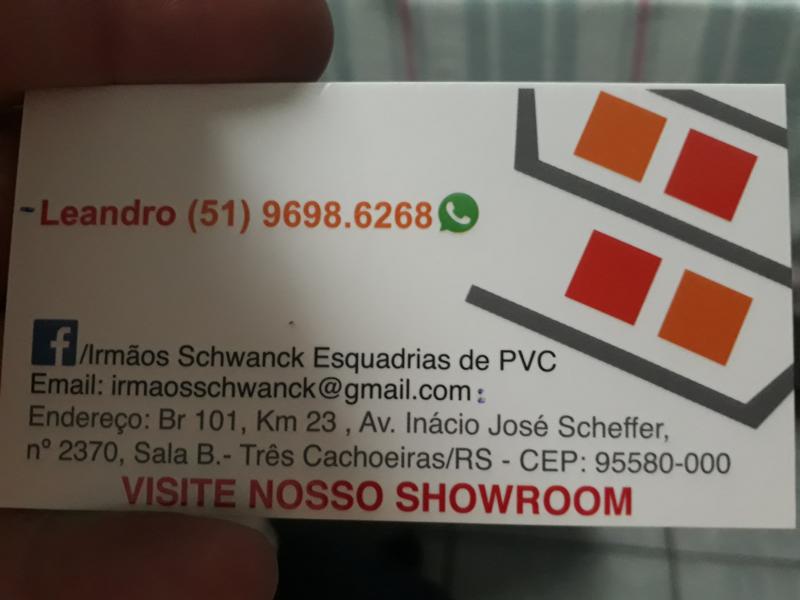 Leandro (51) 9698.6268
/Irmãos Schwanck Esquadrias de PVC
Email: irmaosschwanck@gmail.com
Endereço: Br 101, Km 23 , Av. Inácio José Scheffer,
nº 2370, Sala B.- Três Cachoeiras/RS - CEP: 95580-000
VISITE NOSSO SHOWROOM